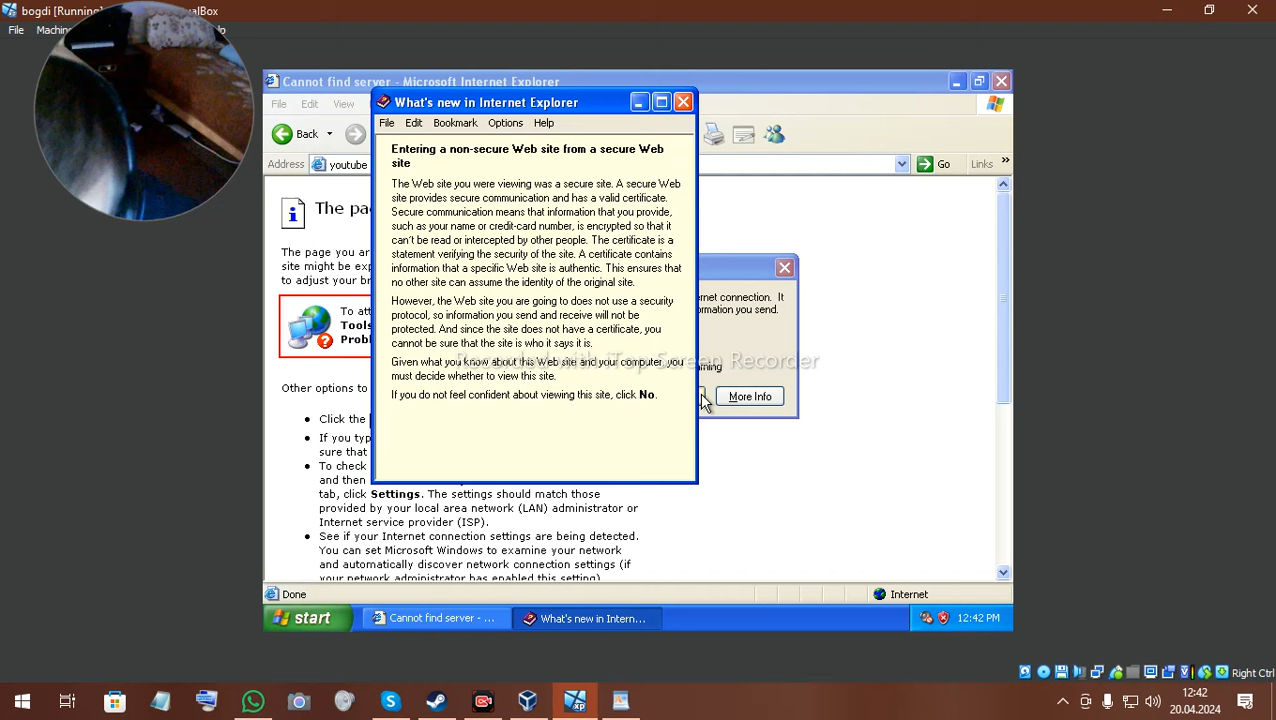 bogdi [Running]
ualBox
File
Machin
Cannot find server - Microsoft Internet Explorer
File Edit View
Back
Address youtube
Go Links »
The pa
The page you ar
site might be exp
to adjust your br
To att
Tools
Probl
Other options to
Click the
If you typ
sure that
To check
and then
tab, click Settings. The settings should match those
provided by your local area network (LAN) administrator or
Internet service provider (ISP).
See if your Internet connection settings are being detected.
You can set Microsoft Windows to examine your network
and automatically discover network connection settings (if
your network administrator has enabled this setting)
What's new in Internet Explorer
File Edit Bookmark Options Help
Entering a non-secure Web site from a secure Web
site
The Web site you were viewing was a secure site. A secure Web
site provides secure communication and has a valid certificate.
Secure communication means that information that you provide,
such as your name or credit-card number, is encrypted so that it
can't be read or intercepted by other people. The certificate is a
statement verifying the security of the site. A certificate contains
information that a specific Web site is authentic. This ensures that
no other site can assume the identity of the original site.
However, the Web site you are going to does not use a security
protocol, so information you send and receive will not be
protected. And since the site does not have a certificate, you
cannot be sure that the site is who it says it is.
Given what you know about this Web site and your computer, you
must decide whether to view this site.
If you do not feel confident about viewing this site, click No.
ernet connection. It
formation you send.
rning
More Info
Recorded with iTop Screen Recorder
Done
Internet
start
Cannot find server - ...
What's new in Intern...
12:42 PM
Right Ctrl
12:42
20.04.2024